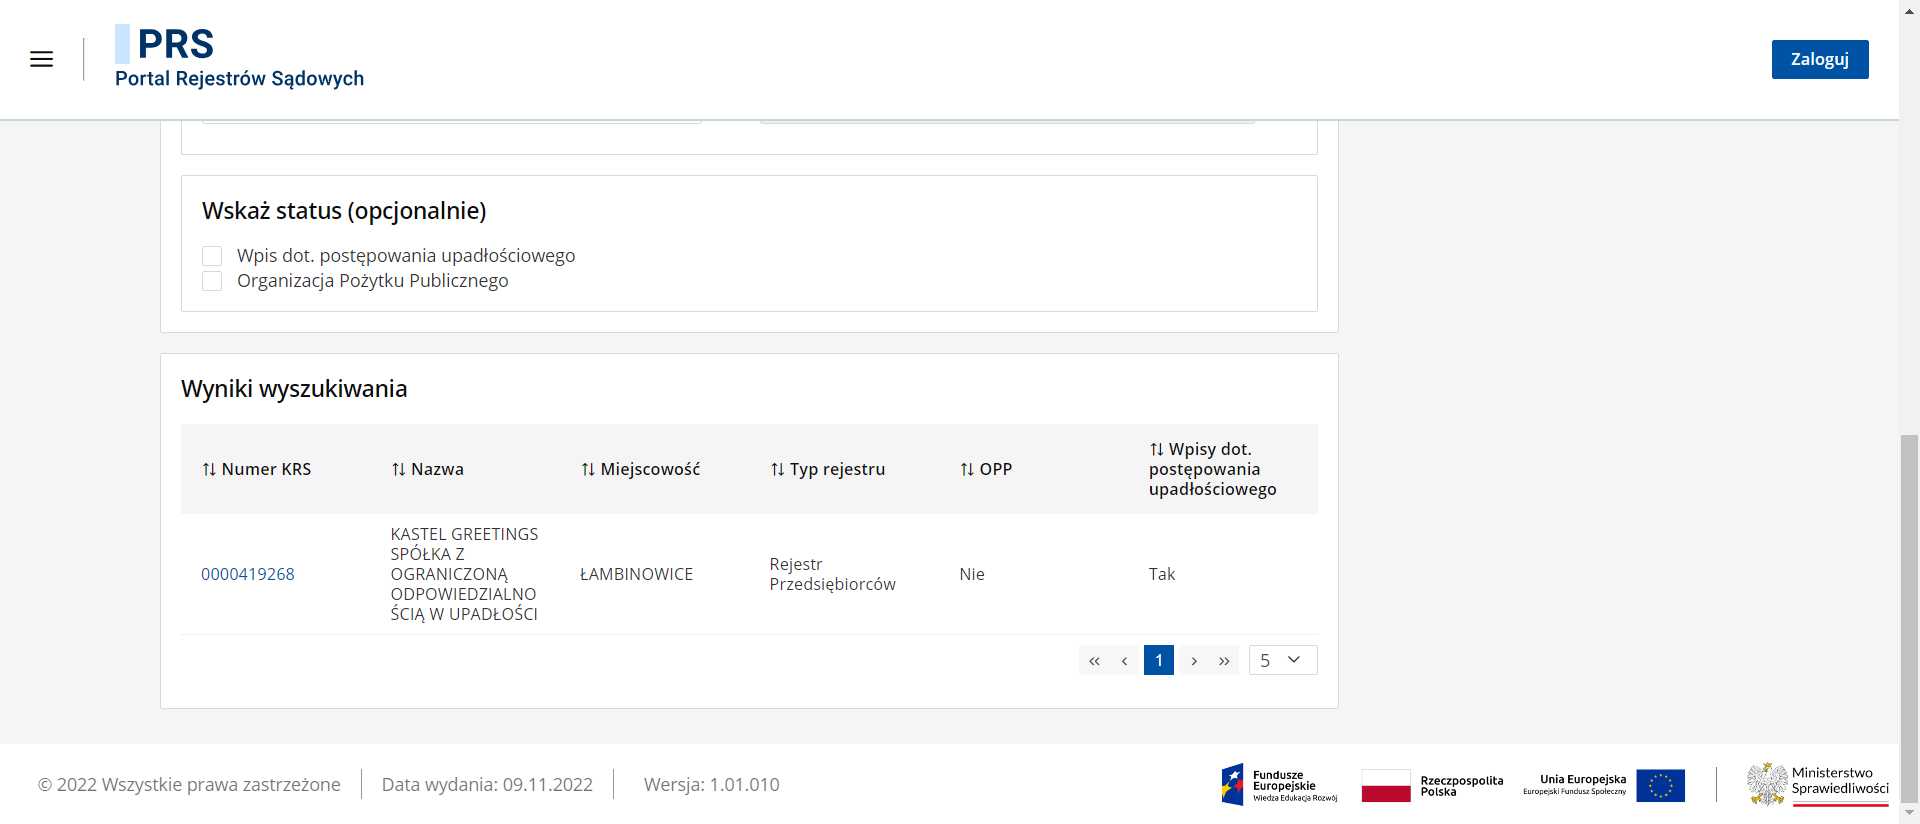 PRS
Portal Rejestrów Sądowych
Zaloguj
Wskaż status (opcjonalnie)
Wpis dot. postępowania upadłościowego
Organizacja Pożytku Publicznego
Wyniki wyszukiwania
Numer KRS
Nazwa
Miejscowość
Typ rejestru
OPP
Wpisy dot.
postępowania
upadłościowego
0000419268
KASTEL GREETINGS
SPÓŁKA Z
OGRANICZONĄ
ODPOWIEDZIALNO
ŚCIĄ W UPADŁOŚCI
ŁAMBINOWICE
Rejestr
Przedsiębiorców
Nie
Tak
« ‹ 1 › » 5
© 2022 Wszystkie prawa zastrzeżone
Data wydania: 09.11.2022
Wersja: 1.01.010
Fundusze
Europejskie
Wiedza Edukacja Rozwój
Rzeczpospolita
Polska
Unia Europejska
Europejski Fundusz Społeczny
Ministerstwo
Sprawiedliwości